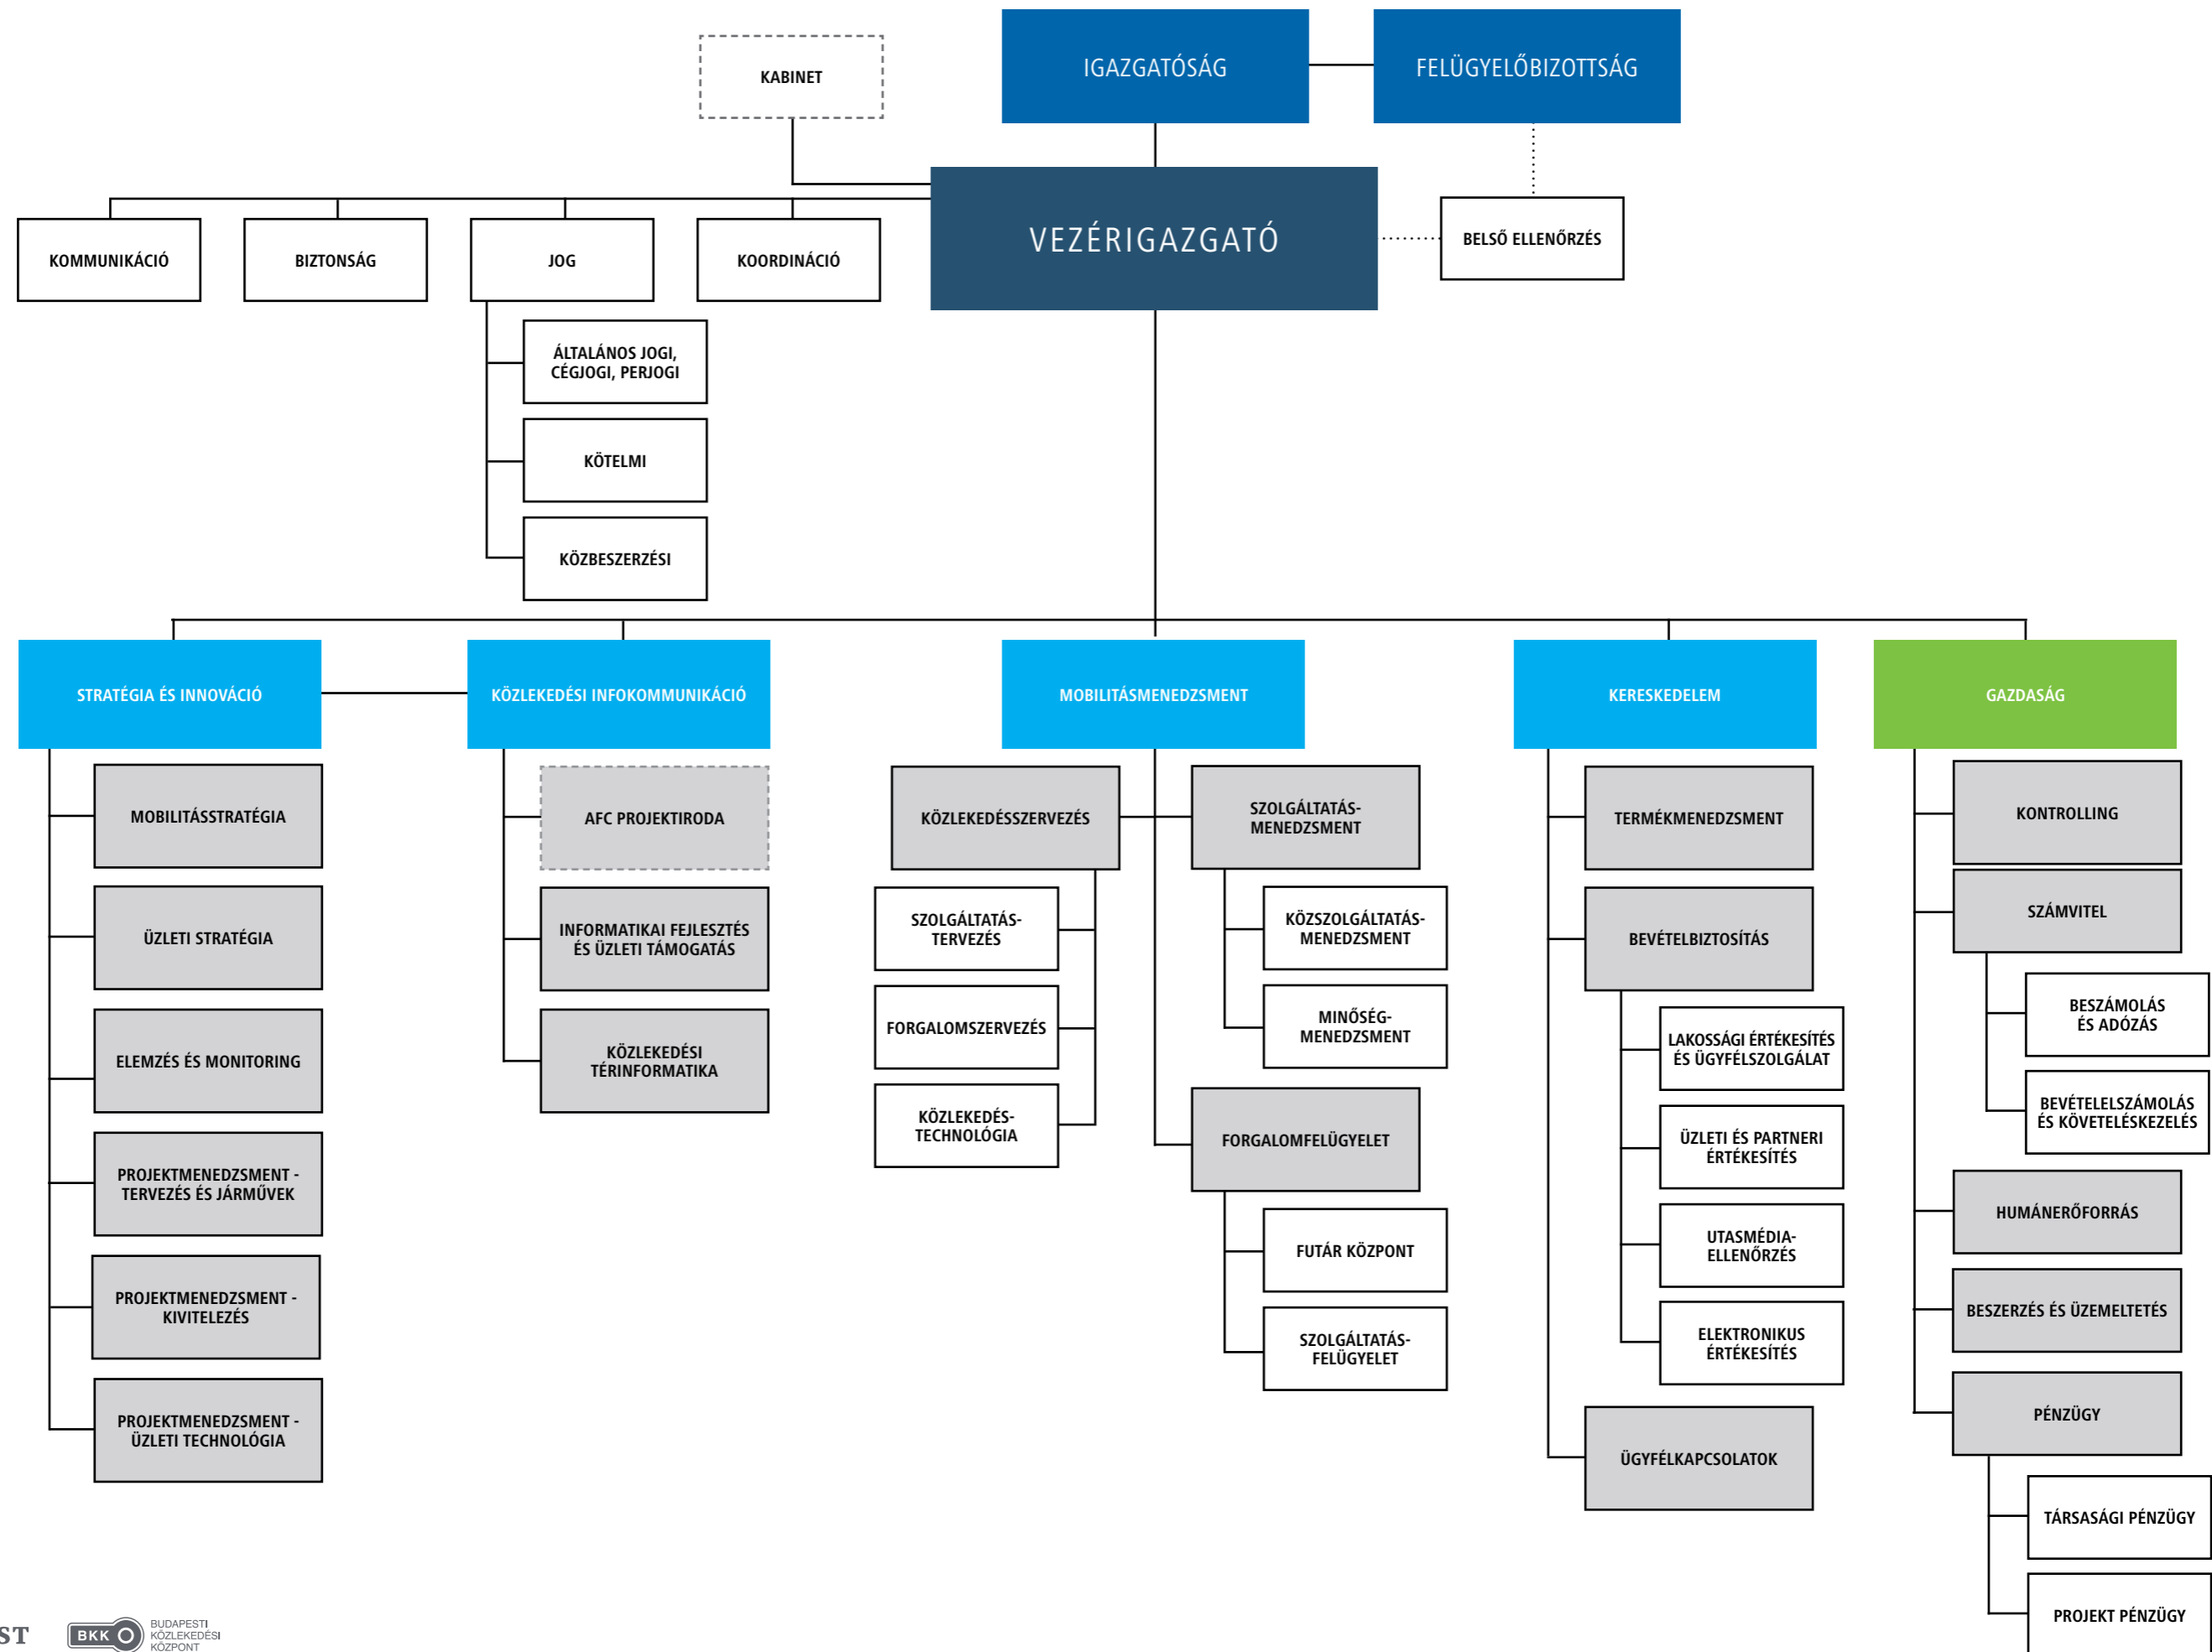 KABINET
IGAZGATÓSÁG
FELÜGYELŐBIZOTTSÁG
VEZÉRIGAZGATÓ
BELSŐ ELLENŐRZÉS
KOMMUNIKÁCIÓ
BIZTONSÁG
JOG
KOORDINÁCIÓ
ÁLTALÁNOS JOGI,
CÉGJOGI, PERJOGI
KÖTELMI
KÖZBESZERZÉSI
STRATÉGIA ÉS INNOVÁCIÓ
KÖZLEKEDÉSI INFOKOMMUNIKÁCIÓ
MOBILITÁSMENEDZSMENT
KERESKEDELEM
GAZDASÁG
MOBILITÁSSTRATÉGIA
ÜZLETI STRATÉGIA
ELEMZÉS ÉS MONITORING
PROJEKTMENEDZSMENT -
TERVEZÉS ÉS JÁRMŰVEK
PROJEKTMENEDZSMENT -
KIVITELEZÉS
PROJEKTMENEDZSMENT -
ÜZLETI TECHNOLÓGIA
AFC PROJEKTIRODA
INFORMATIKAI FEJLESZTÉS
ÉS ÜZLETI TÁMOGATÁS
KÖZLEKEDÉSI
TÉRINFORMATIKA
KÖZLEKEDÉSSZERVEZÉS
SZOLGÁLTATÁS-
TERVEZÉS
FORGALOMSZERVEZÉS
KÖZLEKEDÉS-
TECHNOLÓGIA
SZOLGÁLTATÁS-
MENEDZSMENT
KÖZSZOLGÁLTATÁS-
MENEDZSMENT
MINŐSÉG-
MENEDZSMENT
FORGALOMFELÜGYELET
FUTÁR KÖZPONT
SZOLGÁLTATÁS-
FELÜGYELET
TERMÉKMENEDZSMENT
BEVÉTELBIZTOSÍTÁS
LAKOSSÁGI ÉRTÉKESÍTÉS
ÉS ÜGYFÉLSZOLGÁLAT
ÜZLETI ÉS PARTNERI
ÉRTÉKESÍTÉS
UTASMÉDIA-
ELLENŐRZÉS
ELEKTRONIKUS
ÉRTÉKESÍTÉS
ÜGYFÉLKAPCSOLATOK
KONTROLLING
SZÁMVITEL
BESZÁMOLÁS
ÉS ADÓZÁS
BEVÉTELELSZÁMOLÁS
ÉS KÖVETELÉSKEZELÉS
HUMÁNERŐFORRÁS
BESZERZÉS ÉS ÜZEMELTETÉS
PÉNZÜGY
TÁRSASÁGI PÉNZÜGY
PROJEKT PÉNZÜGY
ST
BKK
BUDAPESTI
KÖZLEKEDÉSI
KÖZPONT